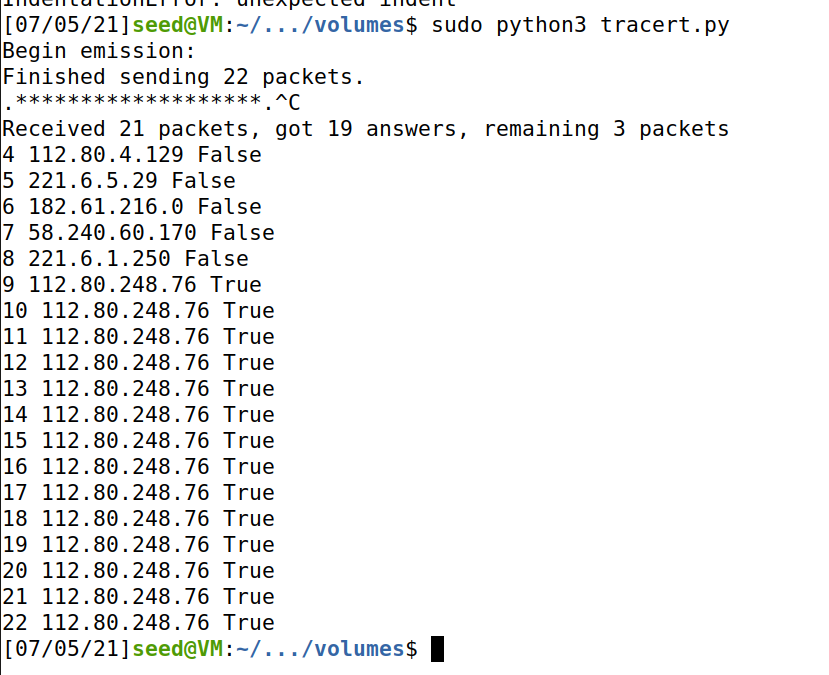 IndentationError: unexpected indent
[07/05/21]seed@VM:~/.../volumes$ sudo python3 tracert.py
Begin emission:
Finished sending 22 packets.
.*******************.^C
Received 21 packets, got 19 answers, remaining 3 packets
4 112.80.4.129 False
5 221.6.5.29 False
6 182.61.216.0 False
7 58.240.60.170 False
8 221.6.1.250 False
9 112.80.248.76 True
10 112.80.248.76 True
11 112.80.248.76 True
12 112.80.248.76 True
13 112.80.248.76 True
14 112.80.248.76 True
15 112.80.248.76 True
16 112.80.248.76 True
17 112.80.248.76 True
18 112.80.248.76 True
19 112.80.248.76 True
20 112.80.248.76 True
21 112.80.248.76 True
22 112.80.248.76 True
[07/05/21]seed@VM:~/.../volumes$